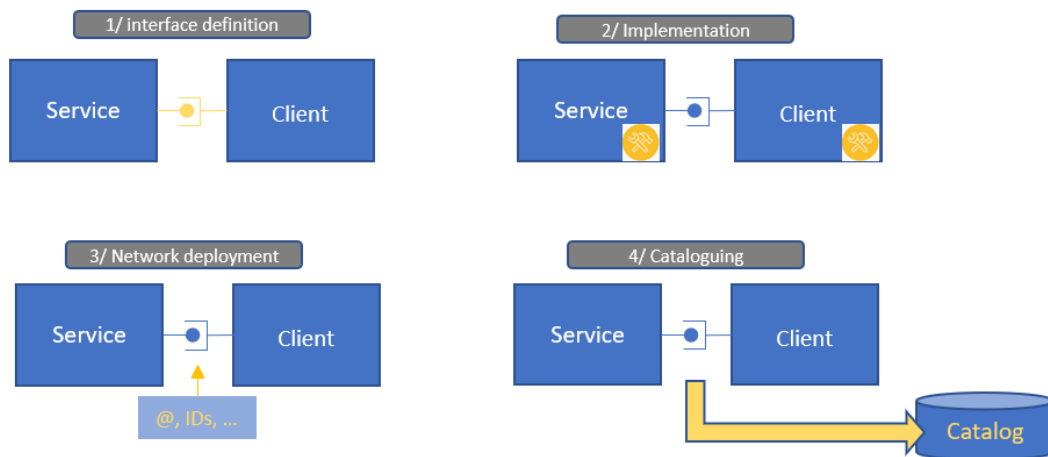 1/ interface definition
Service
Client
2/ Implementation
Service
Client
3/ Network deployment
Service
Client
@, IDs, ...
4/ Cataloguing
Service
Client
Catalog